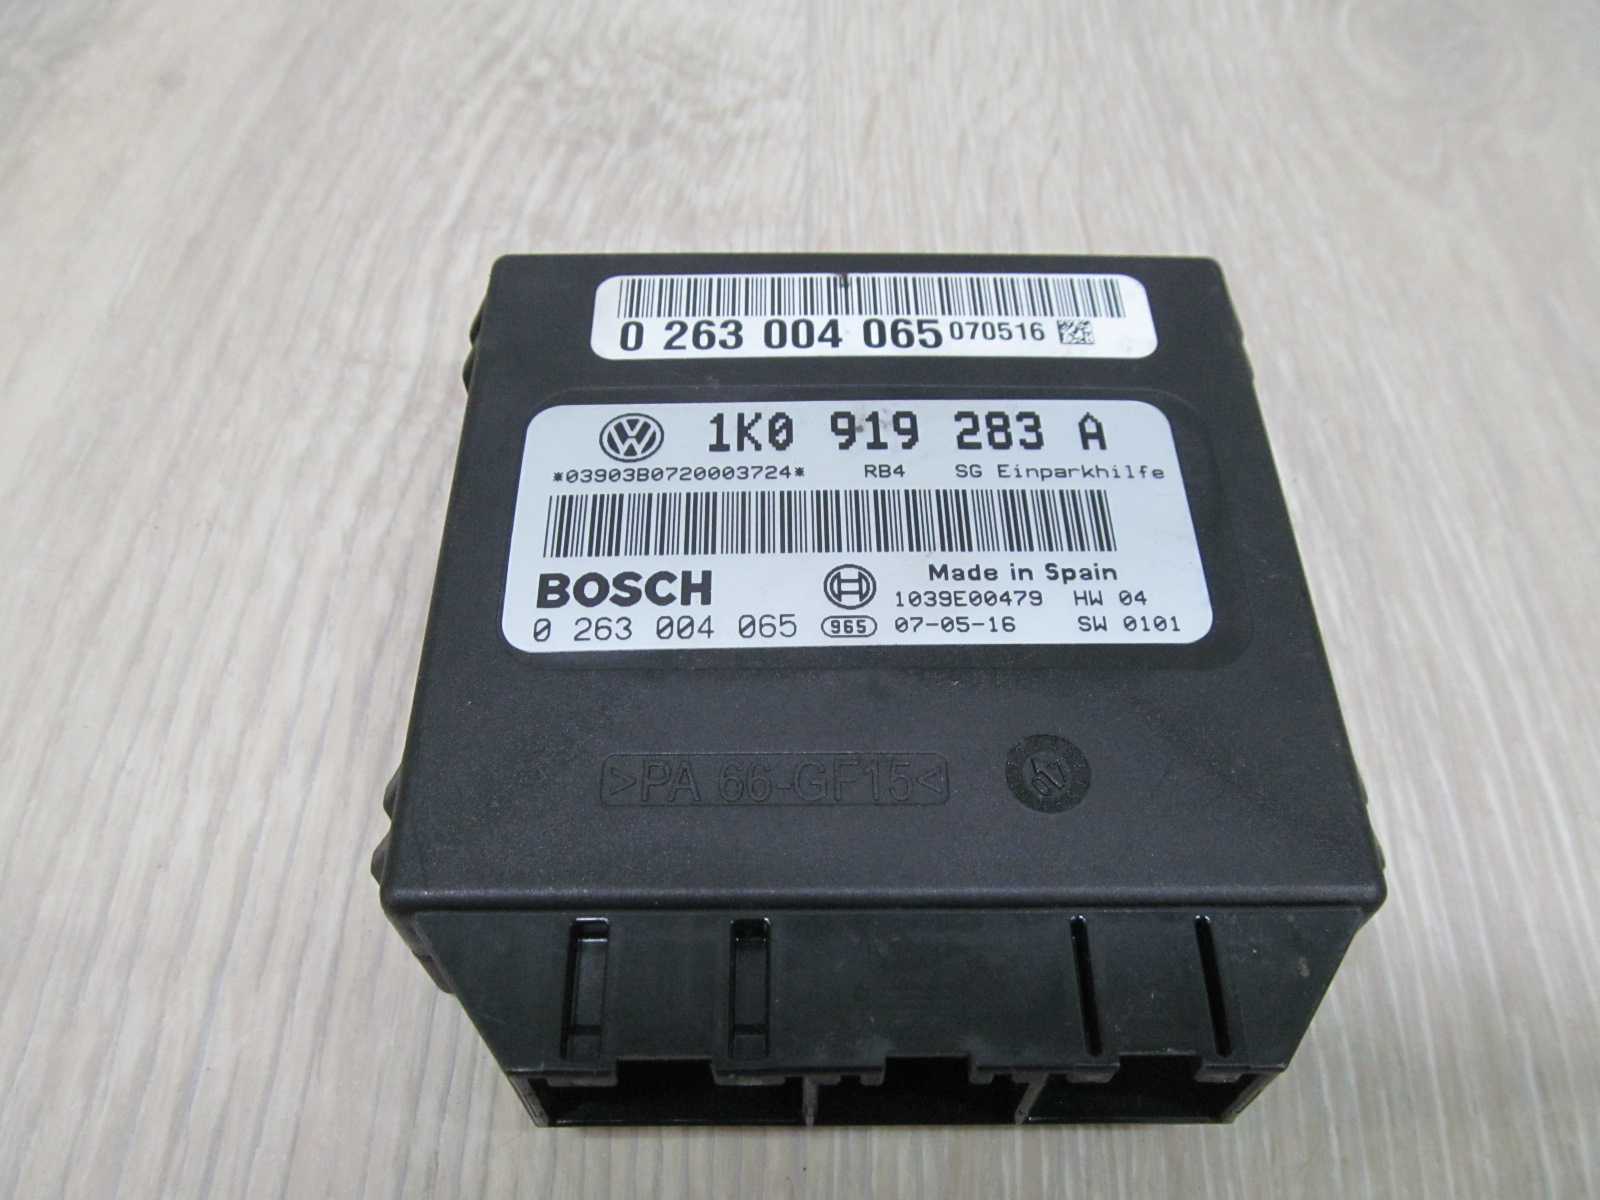 0 263 004 065 070516
1K0 919 283 A
*03903B0720003724* RB4 SG Einparkhilfe
BOSCH
Made in Spain
1039E00479 HW 04
0 263 004 065 965 07-05-16 SW 0101
>PA 66-GF15<